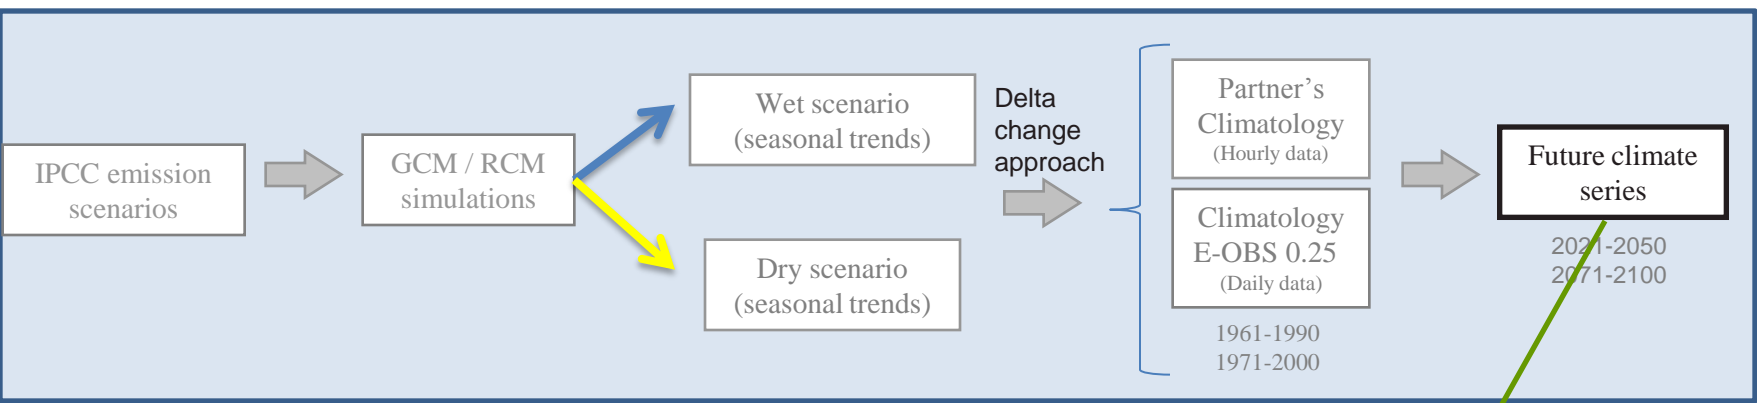 IPCC emission
scenarios
GCM / RCM
simulations
Wet scenario
(seasonal trends)
Dry scenario
(seasonal trends)
Delta
change
approach
Partner’s
Climatology
(Hourly data)
Climatology
E-OBS 0.25
(Daily data)
1961-1990
1971-2000
Future climate
series
2021-2050
2071-2100